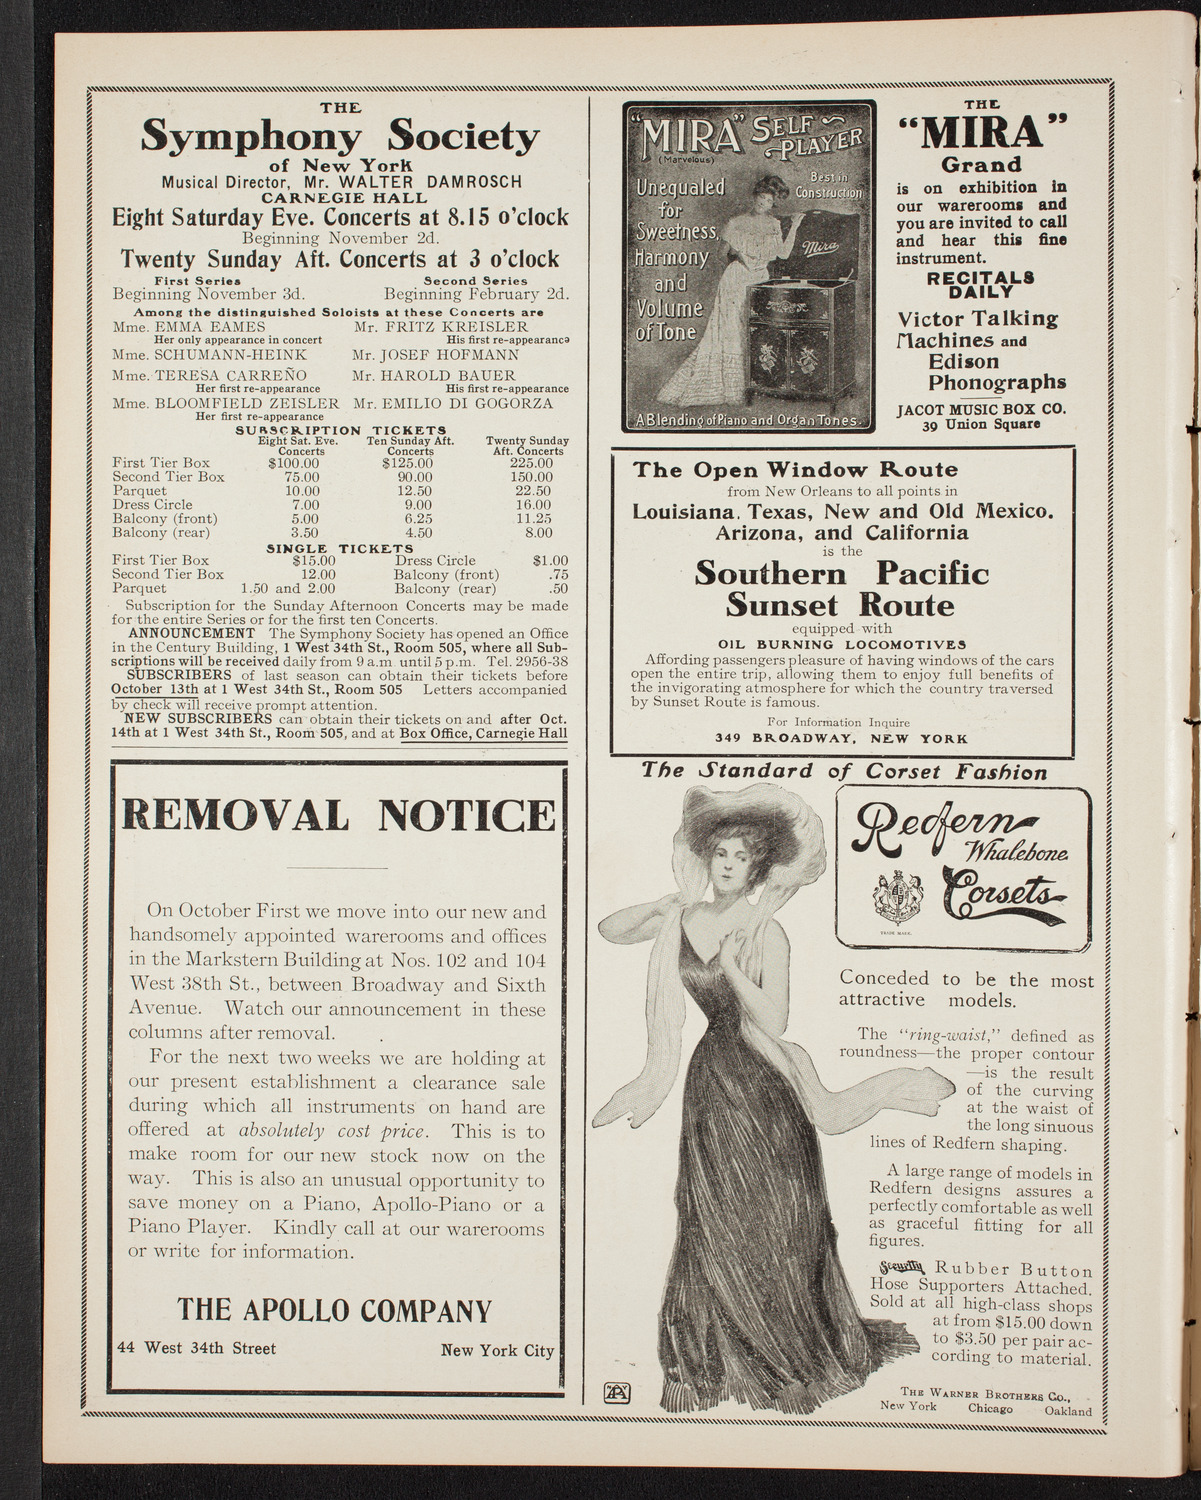 THE
Symphony Society
of New York
Musical Director, Mr. WALTER DAMROSCH
CARNEGIE HALL
Eight Saturday Eve. Concerts at 8.15 o'clock
Beginning November 2d.
Twenty Sunday Aft. Concerts at 3 o'clock
First Series Second Series
Beginning November 3d. Beginning February 2d.
Among the distinguished Soloists at these Concerts are
Mme. EMMA EAMES Mr. FRITZ KREISLER
Her only appearance in concert His first re-appearance
Mme. SCHUMANN-HEINK Mr. JOSEF HOFMANN
Mme. TERESA CARREÑO Mr. HAROLD BAUER
Her first re-appearance His first re-appearance
Mme. BLOOMFIELD ZEISLER Mr. EMILIO DI GOGORZA
Her first re-appearance
SUBSCRIPTION TICKETS
Eight Sat. Eve. Ten Sunday Aft. Twenty Sunday
Concerts Concerts Aft. Concerts
First Tier Box $100.00 $125.00 225.00
Second Tier Box 75.00 90.00 150.00
Parquet 10.00 12.50 22.50
Dress Circle 7.00 9.00 16.00
Balcony (front) 5.00 6.25 11.25
Balcony (rear) 3.50 4.50 8.00
SINGLE TICKETS
First Tier Box $15.00 Dress Circle $1.00
Second Tier Box 12.00 Balcony (front) .75
Parquet 1.50 and 2.00 Balcony (rear) .50
Subscription for the Sunday Afternoon Concerts may be made
for the entire Series or for the first ten Concerts.
ANNOUNCEMENT The Symphony Society has opened an Office
in the Century Building, 1 West 34th St., Room 505, where all Sub-
scriptions will be received daily from 9 a.m. until 5 p.m. Tel. 2956-38
SUBSCRIBERS of last season can obtain their tickets before
October 13th at 1 West 34th St., Room 505 Letters accompanied
by check will receive prompt attention.
NEW SUBSCRIBERS can obtain their tickets on and after Oct.
14th at 1 West 34th St., Room 505, and at Box Office, Carnegie Hall
REMOVAL NOTICE
On October First we move into our new and
handsomely appointed warerooms and offices
in the Markstern Building at Nos. 102 and 104
West 38th St., between Broadway and Sixth
Avenue. Watch our announcement in these
columns after removal.
For the next two weeks we are holding at
our present establishment a clearance sale
during which all instruments on hand are
offered at absolutely cost price. This is to
make room for our new stock now on the
way. This is also an unusual opportunity to
save money on a Piano, Apollo-Piano or a
Piano Player. Kindly call at our warerooms
or write for information.
THE APOLLO COMPANY
44 West 34th Street New York City
"MIRA" SELF
PLAYER
(Marvelous)
Unequaled
for
Sweetness,
Harmony
and
Volume
of Tone
Best in
Construction
Mira
A Blending of Piano and Organ Tones.
THE
"MIRA"
Grand
is on exhibition in
our warerooms and
you are invited to call
and hear this fine
instrument.
RECITALS
DAILY
Victor Talking
Machines and
Edison
Phonographs
JACOT MUSIC BOX CO.
39 Union Square
The Open Window Route
from New Orleans to all points in
Louisiana, Texas, New and Old Mexico.
Arizona, and California
is the
Southern Pacific
Sunset Route
equipped with
OIL BURNING LOCOMOTIVES
Affording passengers pleasure of having windows of the cars
open the entire trip, allowing them to enjoy full benefits of
the invigorating atmosphere for which the country traversed
by Sunset Route is famous.
For Information Inquire
349 BROADWAY, NEW YORK
The Standard of Corset Fashion
Redfern
Whalebone
Corsets
TRADE MARK.
Conceded to be the most
attractive models.
The "ring-waist," defined as
roundness—the proper contour
—is the result
of the curving
at the waist of
the long sinuous
lines of Redfern shaping.
A large range of models in
Redfern designs assures a
perfectly comfortable as well
as graceful fitting for all
figures.
Security Rubber Button
Hose Supporters Attached.
Sold at all high-class shops
at from $15.00 down
to $3.50 per pair ac-
cording to material.
THE WARNER BROTHERS CO.,
New York Chicago Oakland